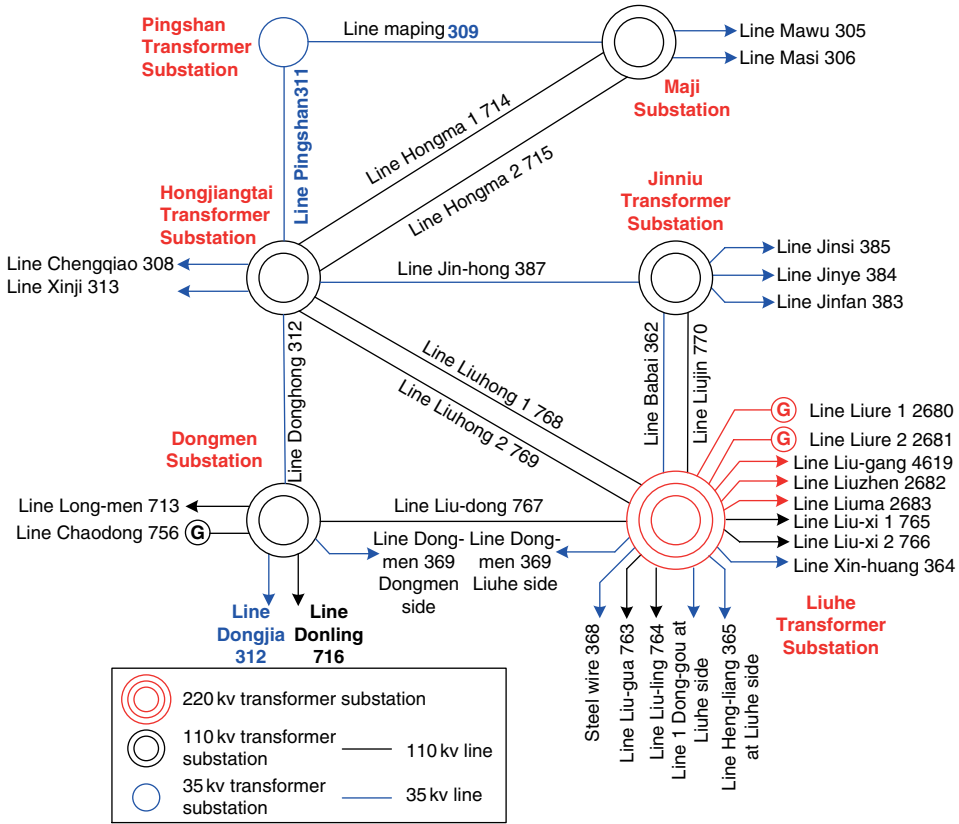 Pingshan
Transformer
Substation
Line maping 309
Line Mawu 305
Line Masi 306
Maji
Substation
Line Pingshan311
Line Hongma 1 714
Line Hongma 2 715
Hongjiangtai
Transformer
Substation
Jinniu
Transformer
Substation
Line Chengqiao 308
Line Xinji 313
Line Jin-hong 387
Line Jinsi 385
Line Jinye 384
Line Jinfan 383
Line Donghong 312
Line Liuhong 1 768
Line Liuhong 2 769
Line Babai 362
Line Liujin 770
Dongmen
Substation
G Line Liure 1 2680
G Line Liure 2 2681
Line Liu-gang 4619
Line Liuzhen 2682
Line Liuma 2683
Line Liu-xi 1 765
Line Liu-xi 2 766
Line Xin-huang 364
Line Long-men 713
Line Chaodong 756 G
Line Liu-dong 767
Line Dong-
men 369
Dongmen
side
Line Dong-
men 369
Liuhe side
Liuhe
Transformer
Substation
Line
Dongjia
312
Line
Donling
716
Steel wire 368
Line Liu-gua 763
Line Liu-ling 764
Line 1 Dong-gou at
Liuhe side
Line Heng-liang 365
at Liuhe side
220 kv transformer substation
110 kv transformer
substation
110 kv line
35 kv transformer
substation
35 kv line